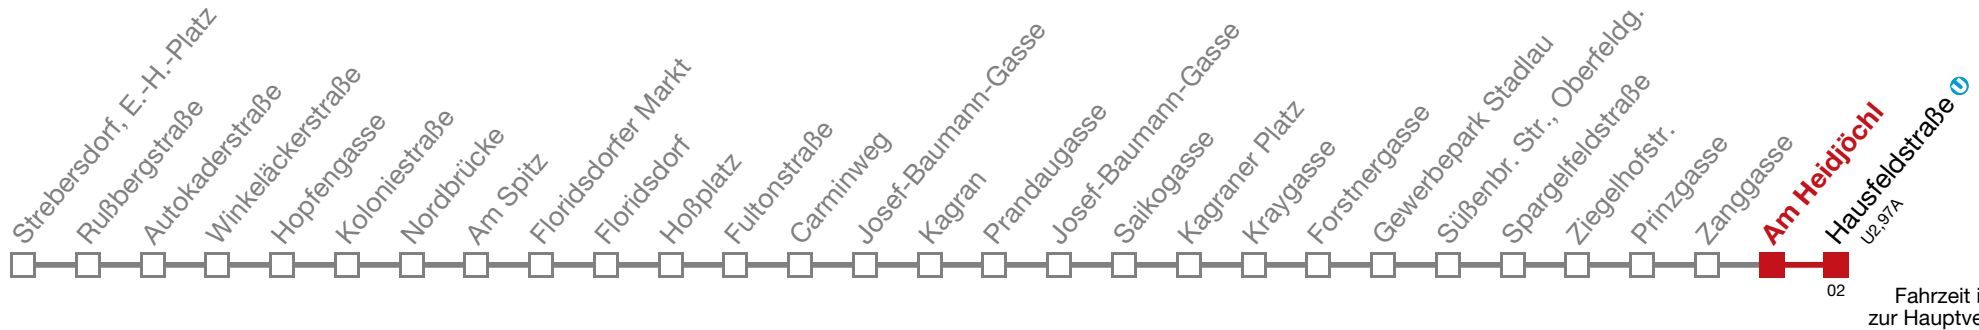 Strebersdorf, E.-H.-Platz
Rußbergstraße
Autokaderstraße
Winkeläckerstraße
Hopfengasse
Koloniestraße
Nordbrücke
Am Spitz
Floridsdorfer Markt
Floridsdorf
Hoßplatz
Fultonstraße
Carminweg
Josef-Baumann-Gasse
Kagran
Prandaugasse
Josef-Baumann-Gasse
Saikogasse
Kagraner Platz
Kraygasse
Forstnergasse
Gewerbepark Stadlau
Süßenbr. Str., Oberfeldg.
Spargelfeldstraße
Ziegelhofstr.
Prinzgasse
Zanggasse
Am Heidjöchl
Hausfeldstraße U
U2,97A
02
Fahrzeit i
zur Hauptve